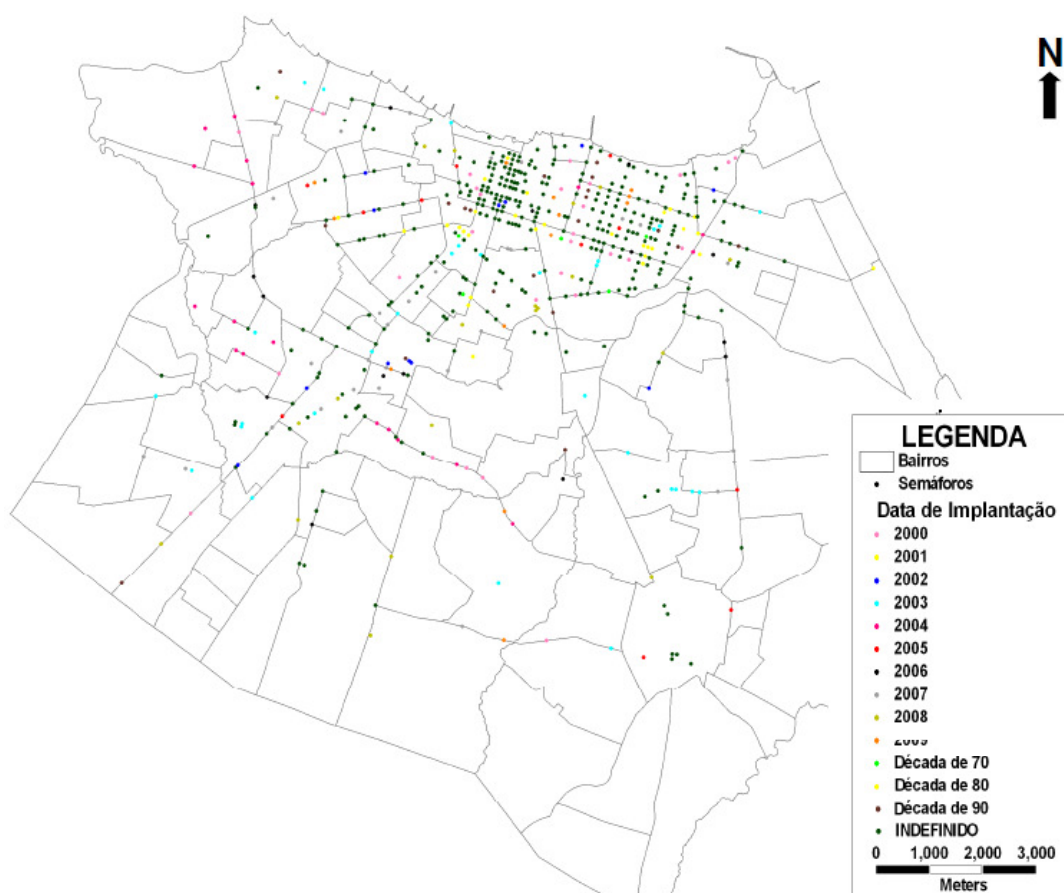 N
LEGENDA
Bairros
Semáforos
Data de Implantação
2000
2001
2002
2003
2004
2005
2006
2007
2008
2009
Década de 70
Década de 80
Década de 90
INDEFINIDO
0 1,000 2,000 3,000
Meters